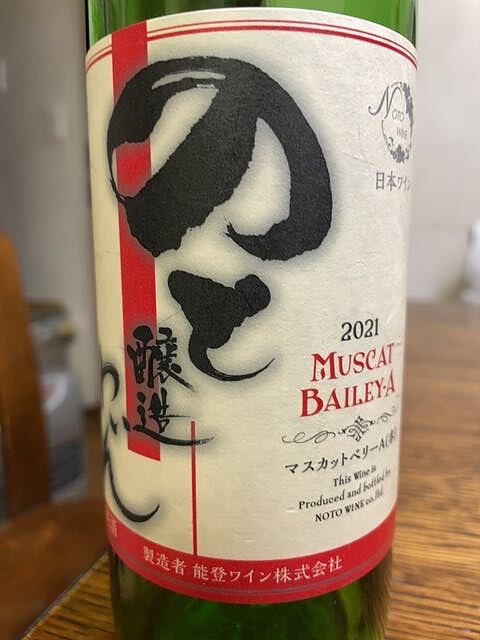 のと
醸造
NOTO
WINE
日本ワイン
2021
MUSCAT
BAILEY-A
マスカットベリーA
This Wine is
Produced and bottled by
NOTO WINE co.,ltd.
製造者 能登ワイン株式会社